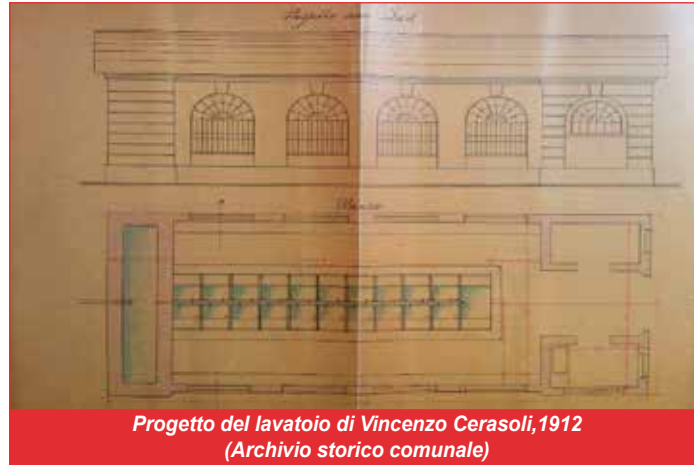 Progetto del lavatoio di Vincenzo Cerasoli,1912
(Archivio storico comunale)